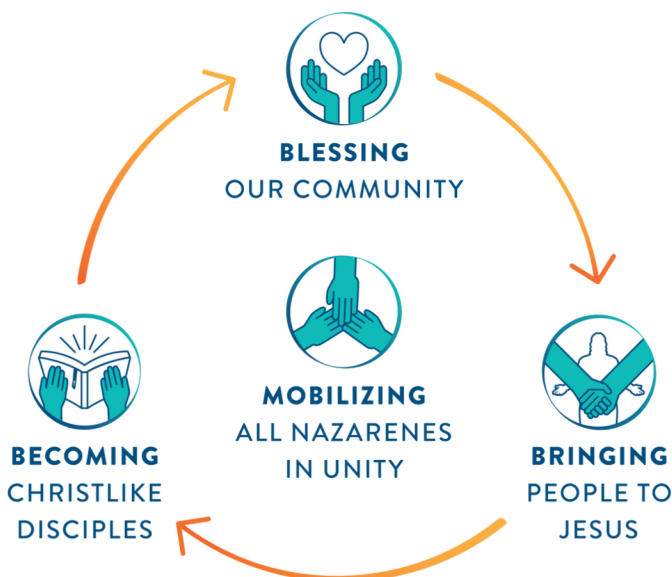 BLESSING
OUR COMMUNITY
MOBILIZING
ALL NAZARENES
IN UNITY
BECOMING
CHRISTLIKE
DISCIPLES
BRINGING
PEOPLE TO
JESUS